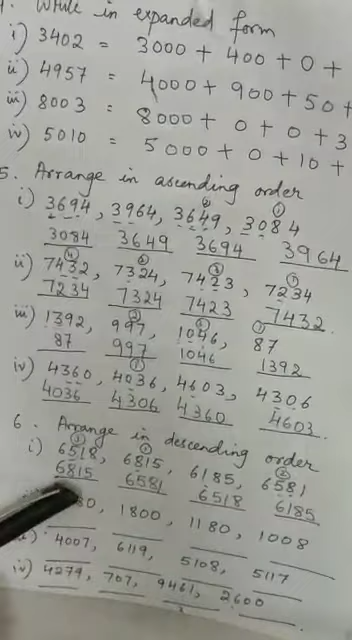 4. Write in expanded form
i) 3402 = 3000 + 400 + 0 +
ii) 4957 = 4000 + 900 + 50 +
iii) 8003 = 8000 + 0 + 0 + 3
iv) 5010 = 5000 + 0 + 10 +
5. Arrange in ascending order
i) 3694, 3964, 3649, 3084
3084 3649 3694 3964
ii) 7432, 7324, 7423, 7234
7234 7324 7423 7432.
iii) 1392, 997, 1046, 87
87 997 1046 1392
iv) 4360, 4036, 4603, 4306
4036 4306 4360 4603.
6. Arrange in descending order
i) 6518, 6815, 6185, 6581
6815 6581 6518 6185
80, 1800, 1180, 1008
4007, 6119, 5108, 5117
iv) 4279, 707, 9461, 2600